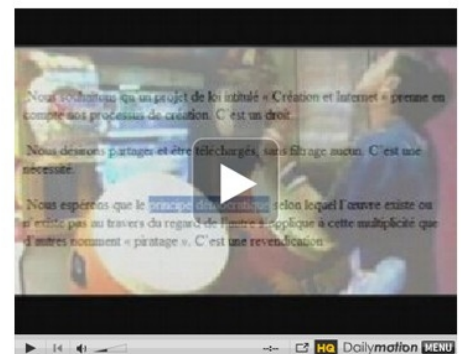 Nous souhaitons qu'un projet de loi intitulé « Création et Internet » prenne en
compte nos processus de création. C'est un droit.
Nous désirons partager et être téléchargés, sans filtrage aucun. C'est une
nécessité.
Nous espérons que le principe démocratique selon lequel l'œuvre existe ou
n'existe pas au travers du regard de l'autre s'applique à cette multiplicité que
d'autres nomment « piratage ». C'est une revendication.
HQ Dailymotion MENU